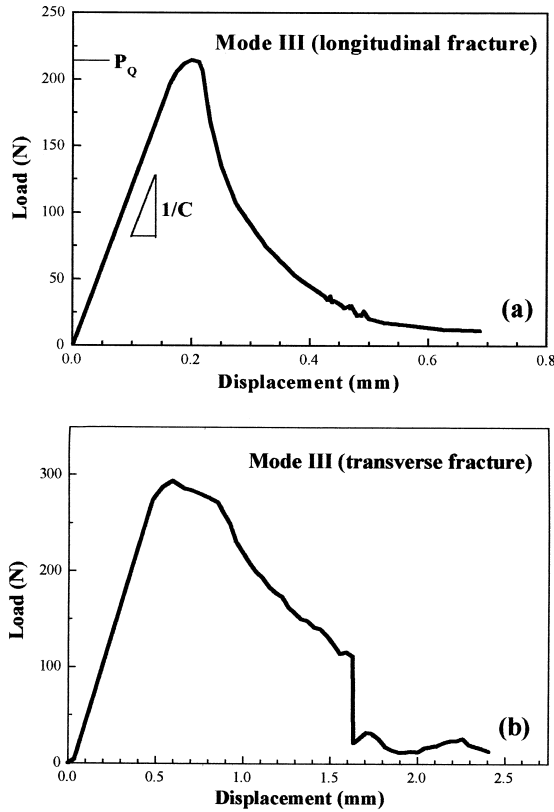 250
Mode III (longitudinal fracture)
P_Q
200
150
Load (N)
1/C
100
50
(a)
0
0.0 0.2 0.4 0.6 0.8
Displacement (mm)
Mode III (transverse fracture)
300
200
Load (N)
100
(b)
0
0.0 0.5 1.0 1.5 2.0 2.5
Displacement (mm)